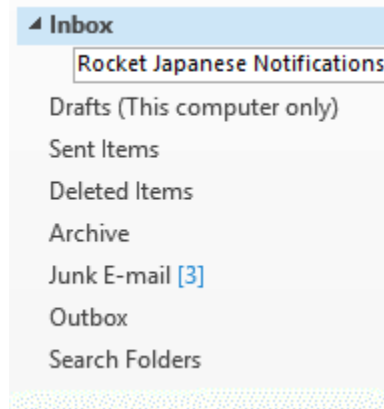 Inbox
Rocket Japanese Notifications
Drafts (This computer only)
Sent Items
Deleted Items
Archive
Junk E-mail [3]
Outbox
Search Folders